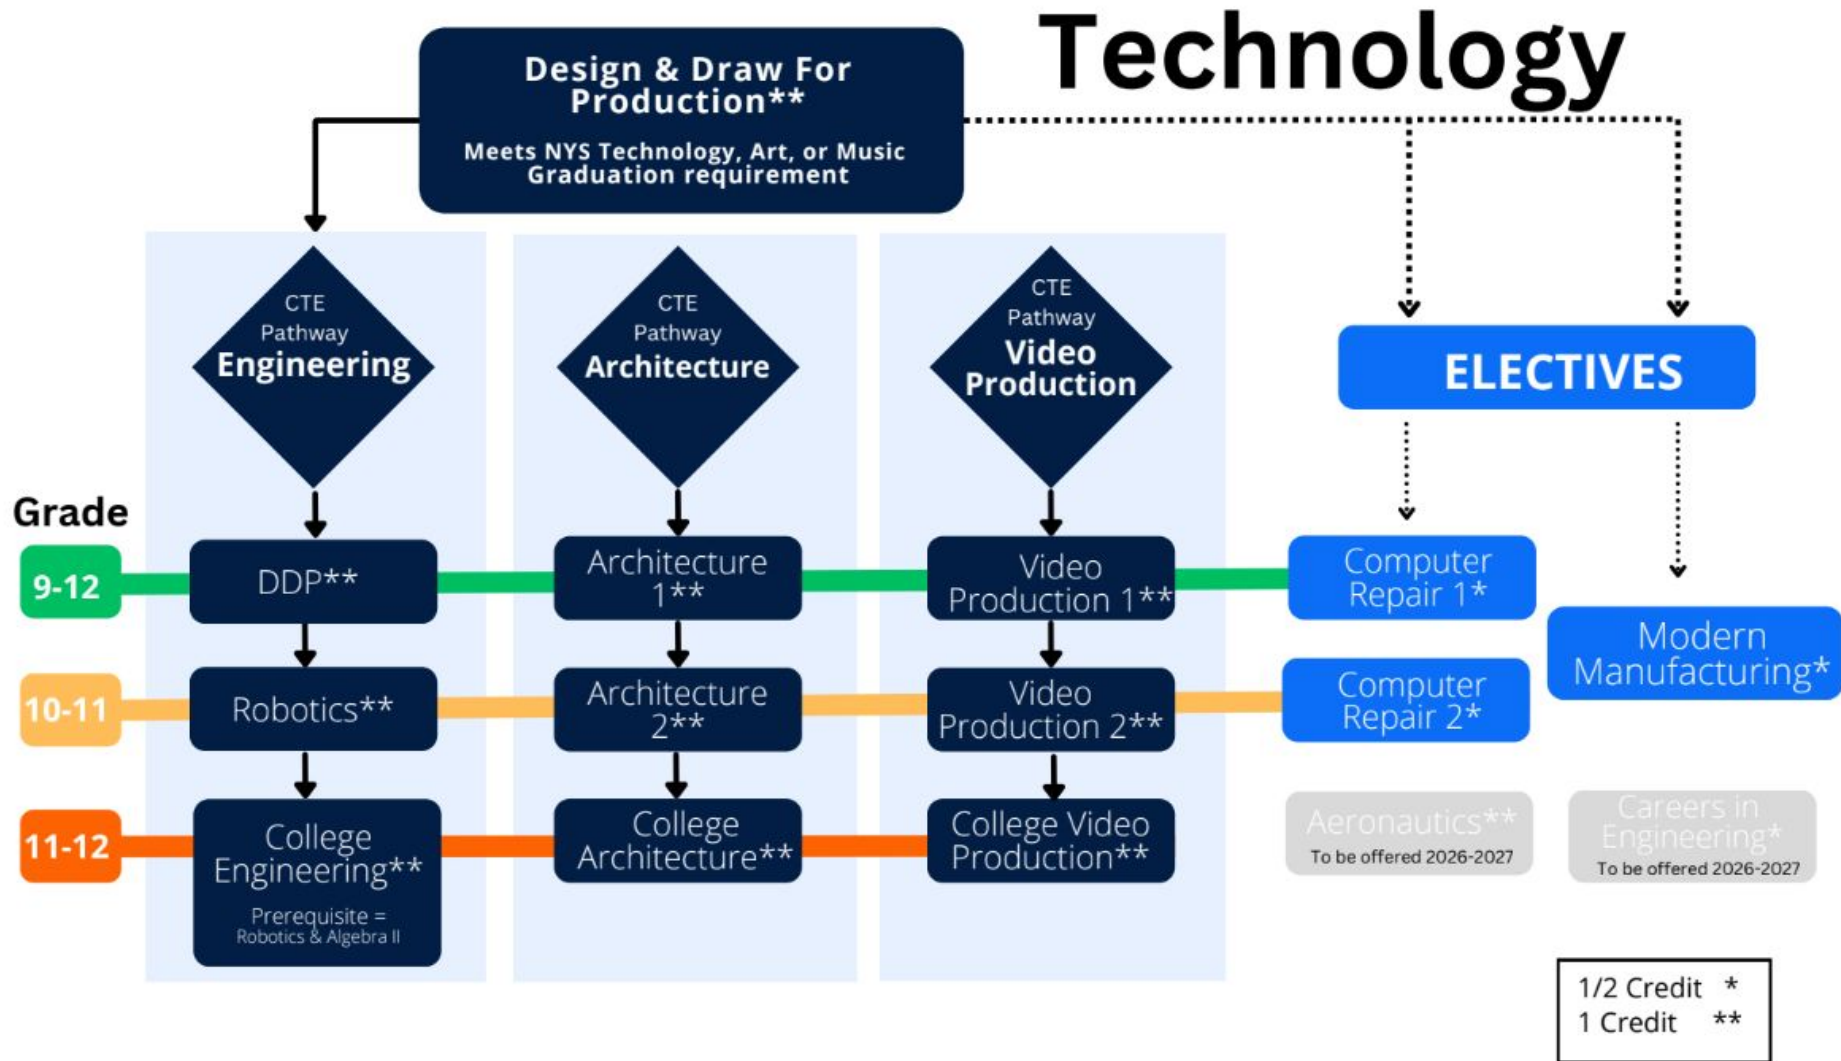 Technology
Design & Draw For
Production**
Meets NYS Technology, Art, or Music
Graduation requirement
CTE
Pathway
Engineering
CTE
Pathway
Architecture
CTE
Pathway
Video
Production
ELECTIVES
Grade
9-12
DDP**
Architecture
1**
Video
Production 1**
Computer
Repair 1*
Modern
Manufacturing*
10-11
Robotics**
Architecture
2**
Video
Production 2**
Computer
Repair 2*
11-12
College
Engineering**
Prerequisite =
Robotics & Algebra II
College
Architecture**
College Video
Production**
Aeronautics**
To be offered 2026-2027
Careers in
Engineering*
To be offered 2026-2027
1/2 Credit *
1 Credit **